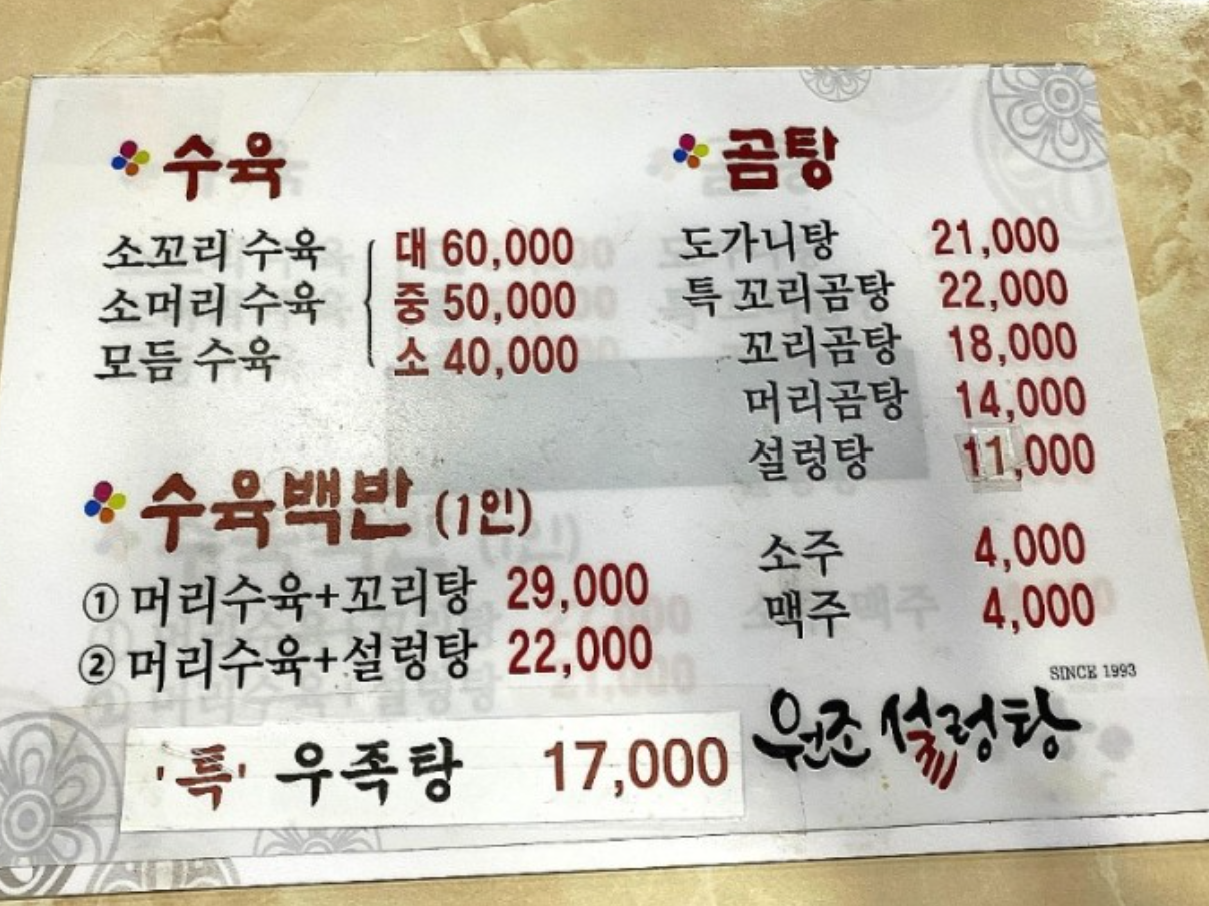 수육
소꼬리 수육 대 60,000
소머리 수육 중 50,000
모듬 수육 소 40,000
수육백반 (1인)
① 머리수육+꼬리탕 29,000
② 머리수육+설렁탕 22,000
'특' 우족탕 17,000
곰탕
도가니탕 21,000
특 꼬리곰탕 22,000
꼬리곰탕 18,000
머리곰탕 14,000
설렁탕 11,000
소주 4,000
맥주 4,000
SINCE 1993
원조 설렁탕